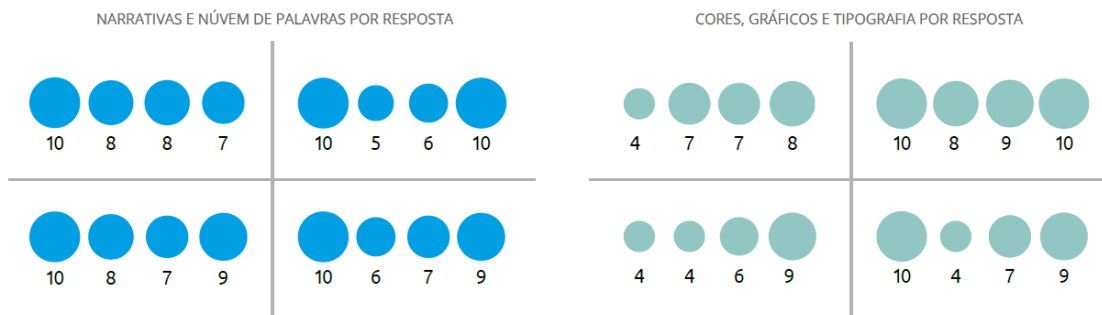 NARRATIVAS E NÚVEM DE PALAVRAS POR RESPOSTA
10 8 8 7
10 5 6 10
10 8 7 9
10 6 7 9
CORES, GRÁFICOS E TIPOGRAFIA POR RESPOSTA
4 7 7 8
10 8 9 10
4 4 6 9
10 4 7 9